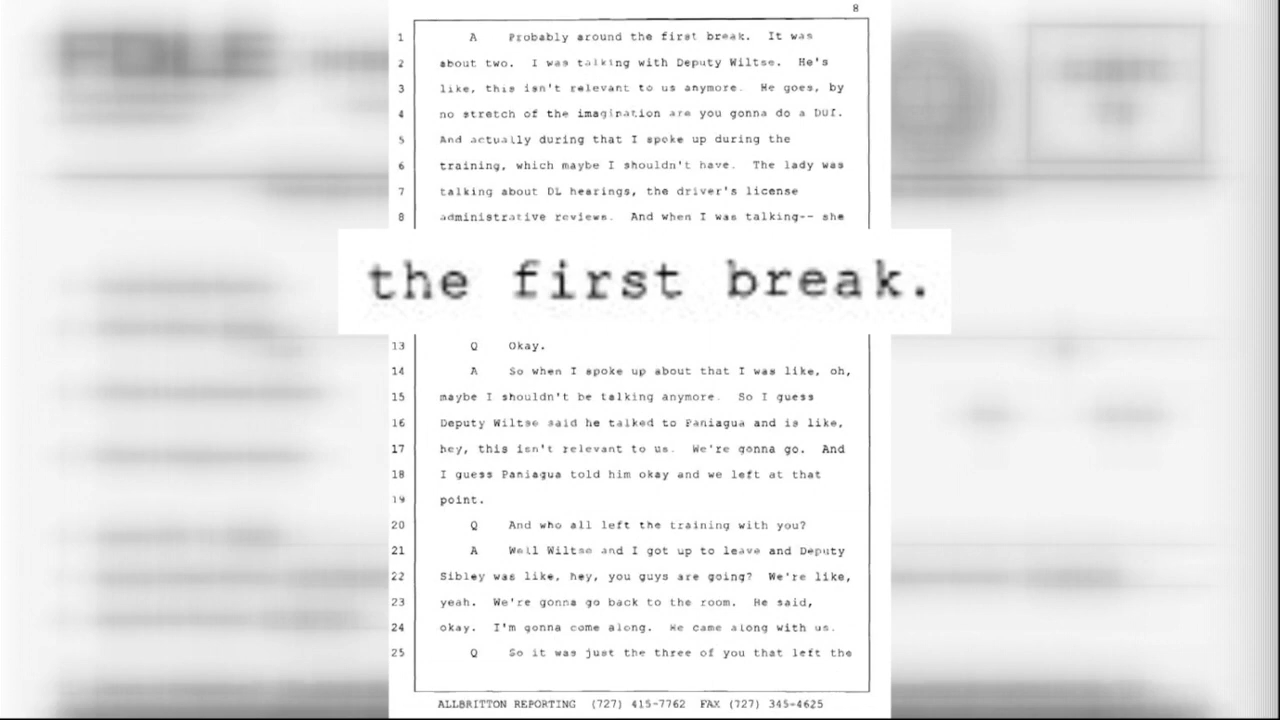 8
1 A Probably around the first break. It was
2 about two. I was talking with Deputy Wiltse. He's
3 like, this isn't relevant to us anymore. He goes, by
4 no stretch of the imagination are you gonna do a DUI.
5 And actually during that I spoke up during the
6 training, which maybe I shouldn't have. The lady was
7 talking about DL hearings, the driver's license
8 administrative reviews. And when I was talking-- she
the first break.
13 Q Okay.
14 A So when I spoke up about that I was like, oh,
15 maybe I shouldn't be talking anymore. So I guess
16 Deputy Wiltse said he talked to Paniagua and is like,
17 hey, this isn't relevant to us. We're gonna go. And
18 I guess Paniagua told him okay and we left at that
19 point.
20 Q And who all left the training with you?
21 A Well Wiltse and I got up to leave and Deputy
22 Sibley was like, hey, you guys are going? We're like,
23 yeah. We're gonna go back to the room. He said,
24 okay. I'm gonna come along. He came along with us.
25 Q So it was just the three of you that left the
ALLBRITTON REPORTING (727) 415-7762 FAX (727) 345-4625
FDLE